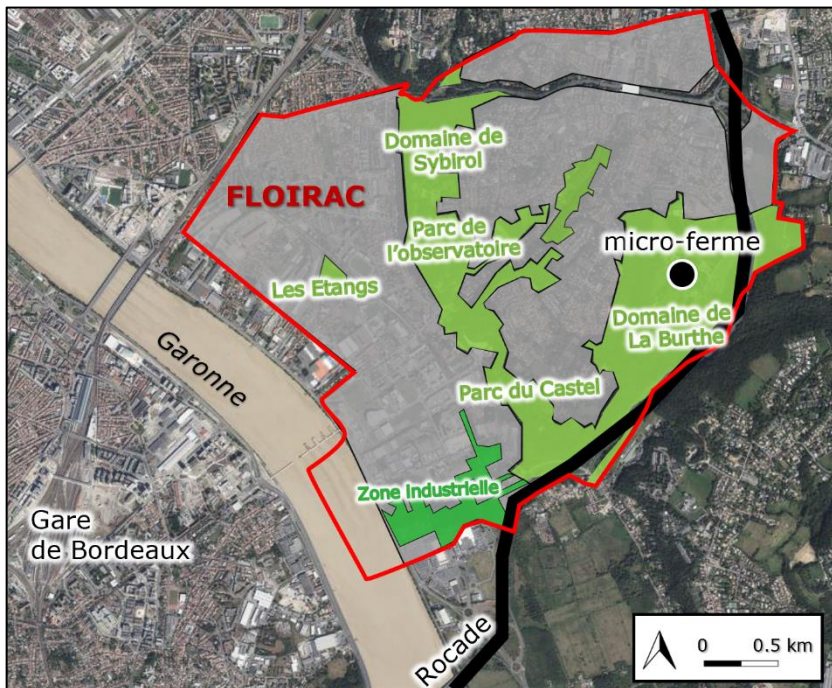 Domaine de
Sybirol
FLOIRAC
Parc de
l'observatoire
micro-ferme
Les Etangs
Domaine de
La Burthe
Garonne
Parc du Castel
Zone Industrielle
Gare
de Bordeaux
Rocade
0 0.5 km